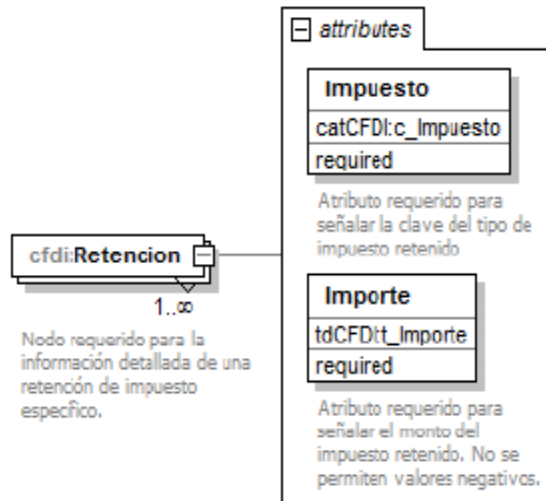 attributes
Impuesto
catCFDI:c_Impuesto
required
Atributo requerido para
señalar la clave del tipo de
impuesto retenido
cfdi:Retencion
1..∞
Nodo requerido para la
información detallada de una
retención de impuesto
específico.
Importe
tdCFDI:t_Importe
required
Atributo requerido para
señalar el monto del
impuesto retenido. No se
permiten valores negativos.